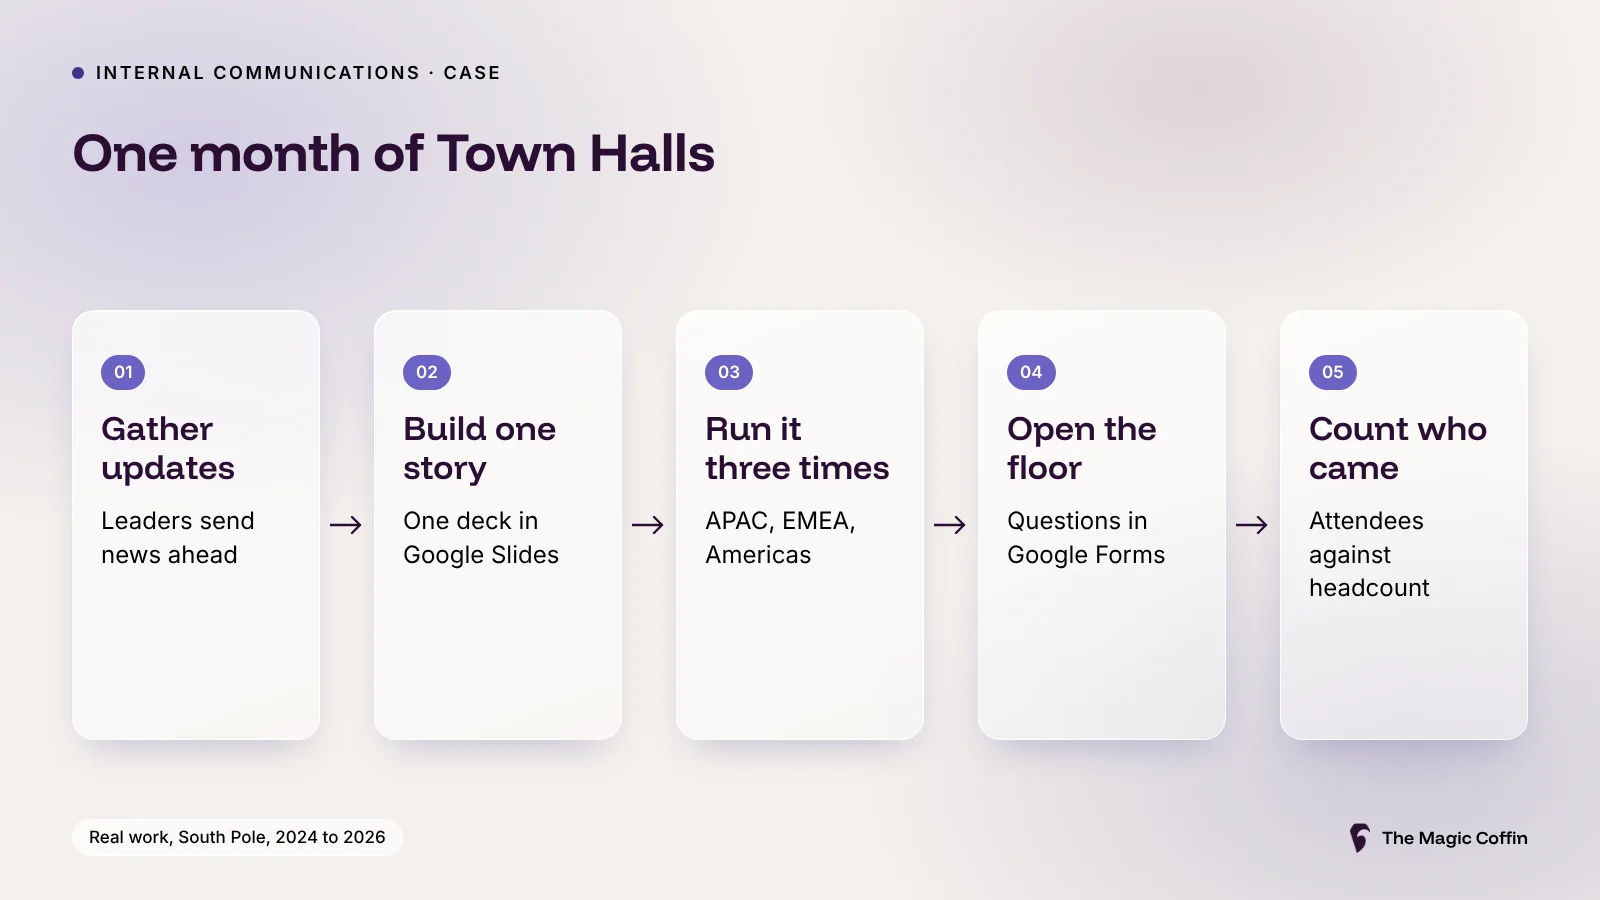 INTERNAL COMMUNICATIONS · CASE
One month of Town Halls
01
Gather
updates
Leaders send
news ahead
02
Build one
story
One deck in
Google Slides
03
Run it
three times
APAC, EMEA,
Americas
04
Open the
floor
Questions in
Google Forms
05
Count who
came
Attendees
against
headcount
Real work, South Pole, 2024 to 2026
The Magic Coffin